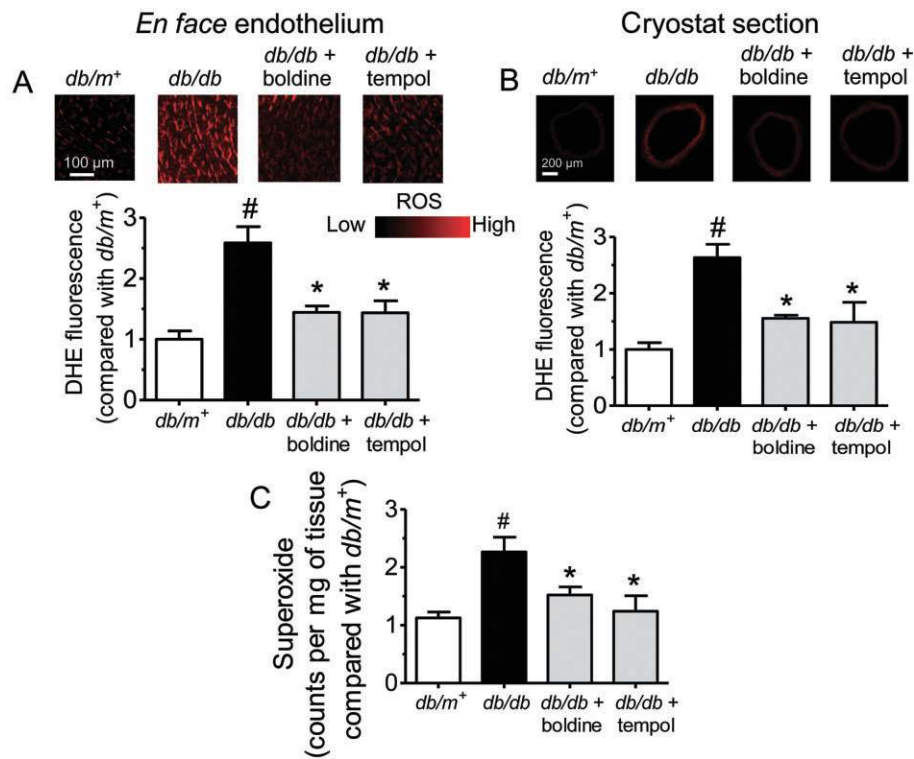 En face endothelium
Cryostat section
A
db/m+
db/db
db/db +
boldine
db/db +
tempol
100 µm
DHE fluorescence
(compared with db/m+)
3
2
1
0
#
*
*
ROS
Low
High
db/m+
db/db
db/db +
boldine
db/db +
tempol
B
db/m+
db/db
db/db +
boldine
db/db +
tempol
200 µm
DHE fluorescence
(compared with db/m+)
3
2
1
0
#
*
*
db/m+
db/db
db/db +
boldine
db/db +
tempol
C
Superoxide
(counts per mg of tissue
compared with db/m+)
3
2
1
0
#
*
*
db/m+
db/db
db/db +
boldine
db/db +
tempol